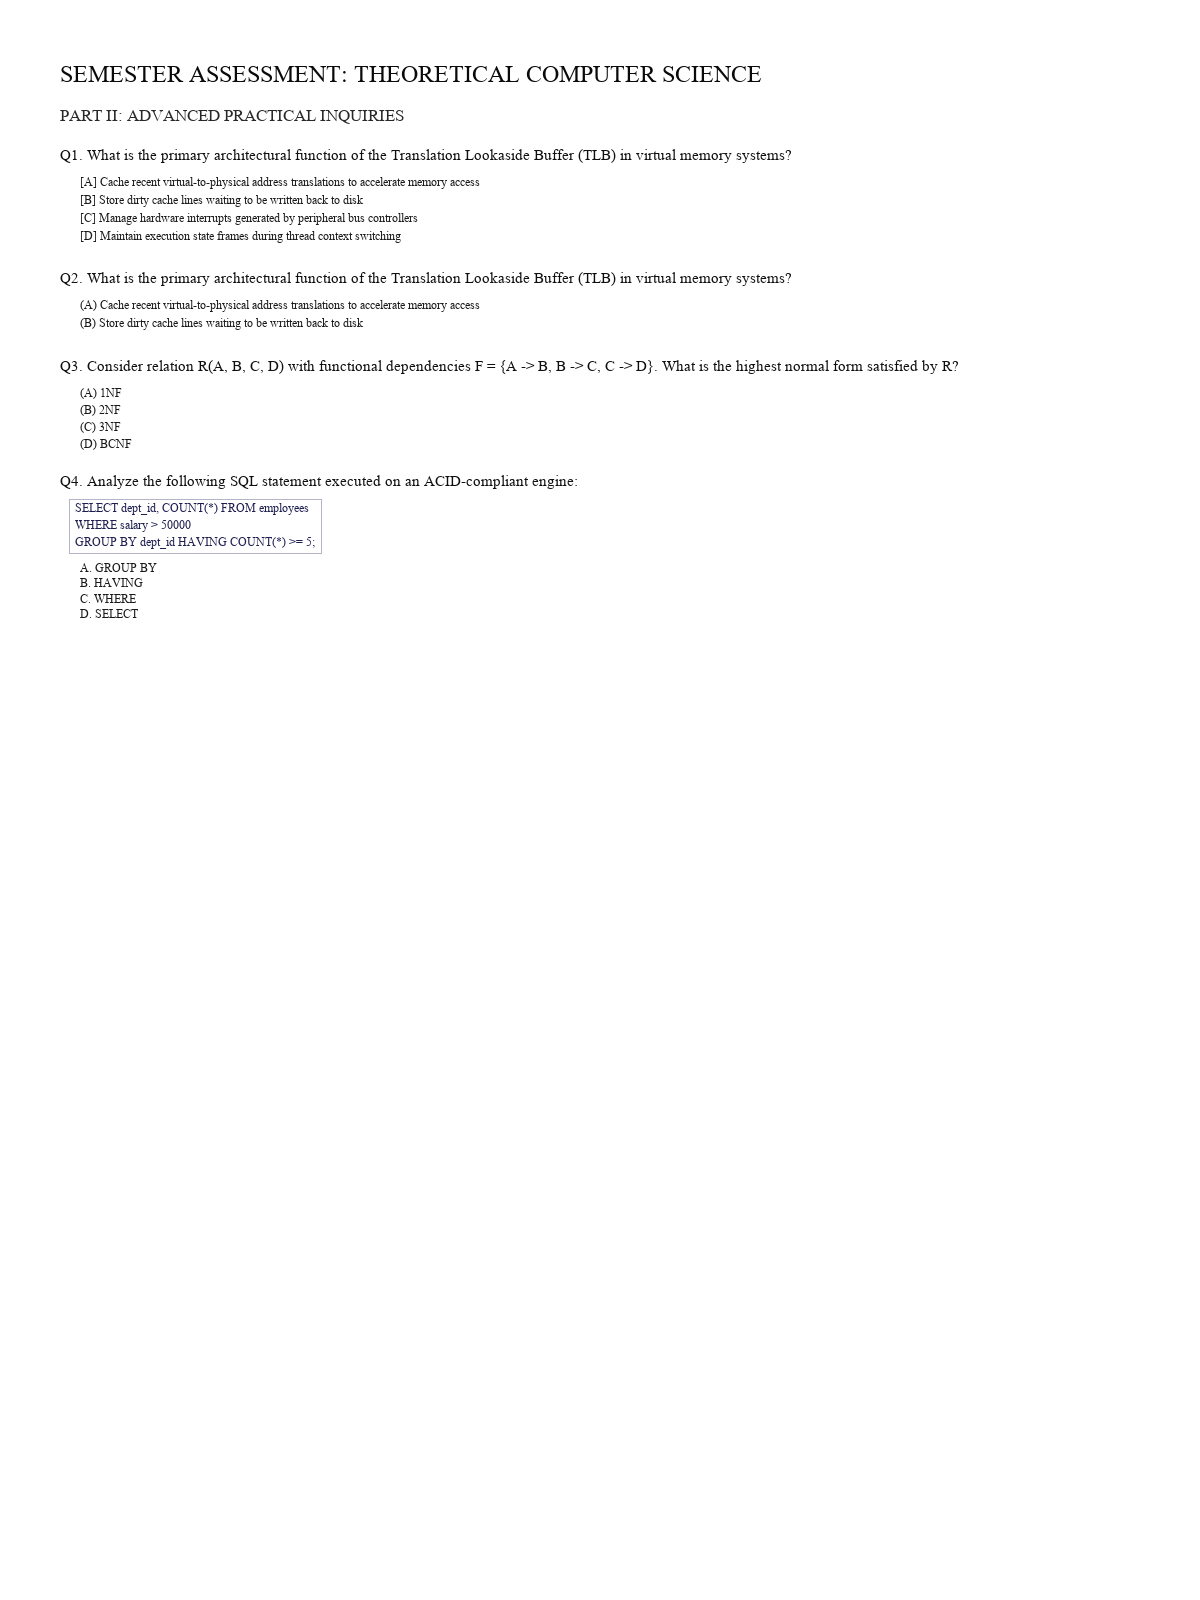 SEMESTER ASSESSMENT: THEORETICAL COMPUTER SCIENCE
PART II: ADVANCED PRACTICAL INQUIRIES
Q1. What is the primary architectural function of the Translation Lookaside Buffer (TLB) in virtual memory systems?
[A] Cache recent virtual-to-physical address translations to accelerate memory access
[B] Store dirty cache lines waiting to be written back to disk
[C] Manage hardware interrupts generated by peripheral bus controllers
[D] Maintain execution state frames during thread context switching
Q2. What is the primary architectural function of the Translation Lookaside Buffer (TLB) in virtual memory systems?
(A) Cache recent virtual-to-physical address translations to accelerate memory access
(B) Store dirty cache lines waiting to be written back to disk
Q3. Consider relation R(A, B, C, D) with functional dependencies F = {A -> B, B -> C, C -> D}. What is the highest normal form satisfied by R?
(A) 1NF
(B) 2NF
(C) 3NF
(D) BCNF
Q4. Analyze the following SQL statement executed on an ACID-compliant engine:
SELECT dept_id, COUNT(*) FROM employees
WHERE salary > 50000
GROUP BY dept_id HAVING COUNT(*) >= 5;
A. GROUP BY
B. HAVING
C. WHERE
D. SELECT